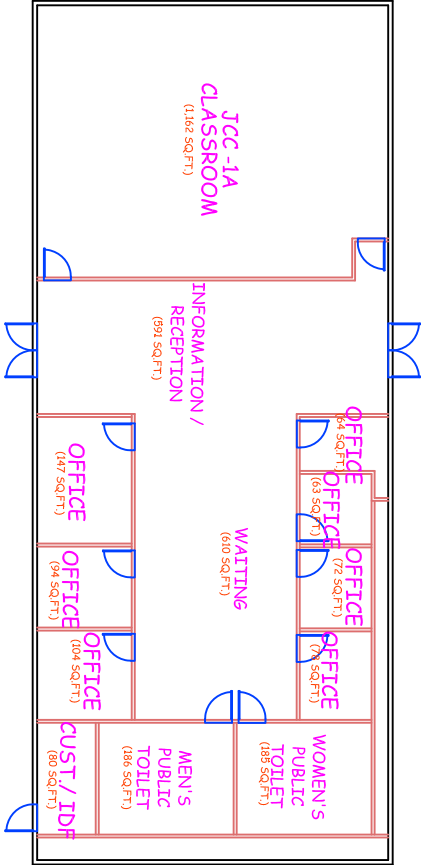 JCC -1A
CLASSROOM
(1,162 SQ.FT.)
INFORMATION /
RECEPTION
(591 SQ.FT.)
OFFICE
(64 SQ.FT.)
OFFICE
(63 SQ.FT.)
OFFICE
(147 SQ.FT.)
WAITING
(610 SQ.FT.)
OFFICE
(72 SQ.FT.)
OFFICE
(94 SQ.FT.)
OFFICE
SQ.FT.)
OFFICE
(104 SQ.FT.)
WOMEN'S
PUBLIC
TOILET
(185 SQ.FT.)
MEN'S
PUBLIC
TOILET
(186 SQ.FT.)
CUST./ IDF
(80 SQ.FT.)